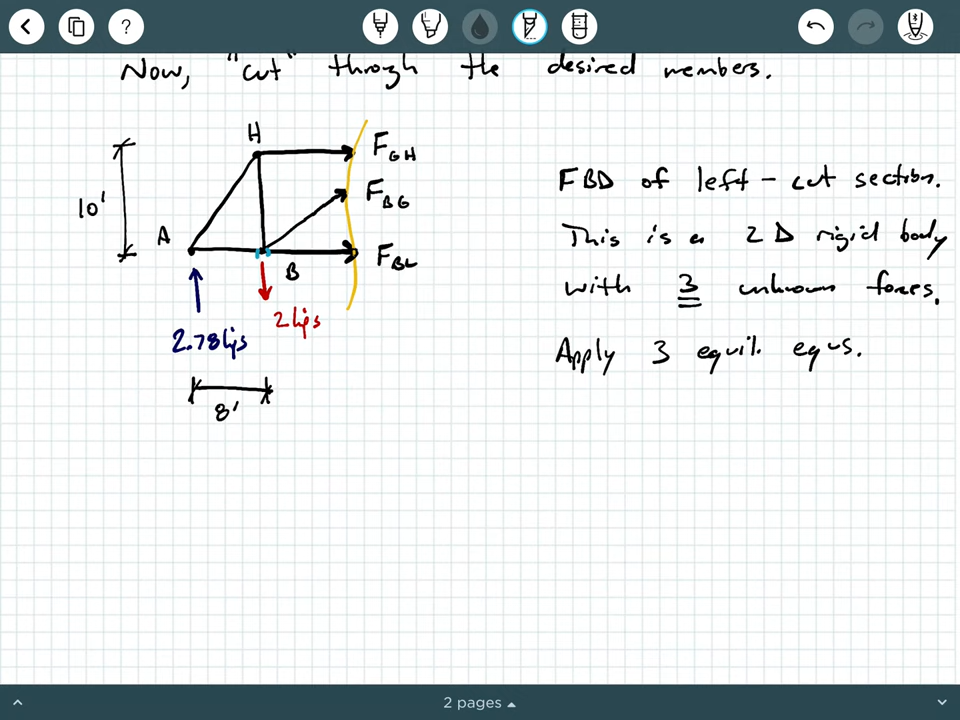 Now, "cut" through the desired members.
H
F_GH
10'
F_BG
A
B
F_BC
2 kips
2.78 kips
8'
FBD of left-cut section.
This is a 2D rigid body
with 3 unknown forces.
Apply 3 equil. eqns.
2 pages